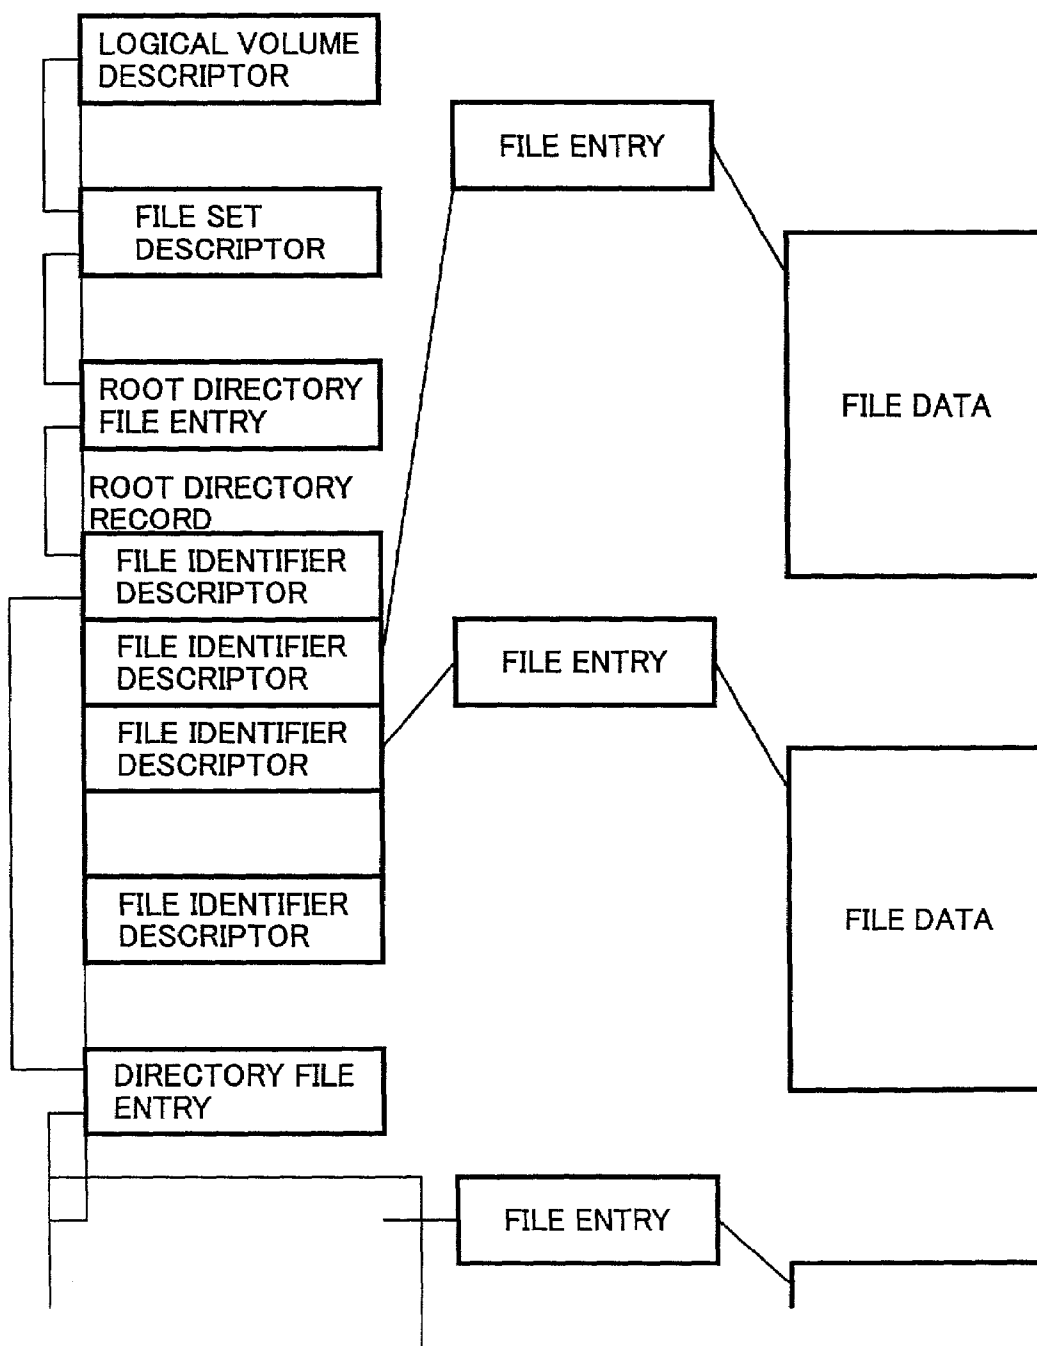 LOGICAL VOLUME
DESCRIPTOR
FILE ENTRY
FILE SET
DESCRIPTOR
ROOT DIRECTORY
FILE ENTRY
FILE DATA
ROOT DIRECTORY
RECORD
FILE IDENTIFIER
DESCRIPTOR
FILE IDENTIFIER
DESCRIPTOR
FILE ENTRY
FILE IDENTIFIER
DESCRIPTOR
FILE IDENTIFIER
DESCRIPTOR
FILE DATA
DIRECTORY FILE
ENTRY
FILE ENTRY